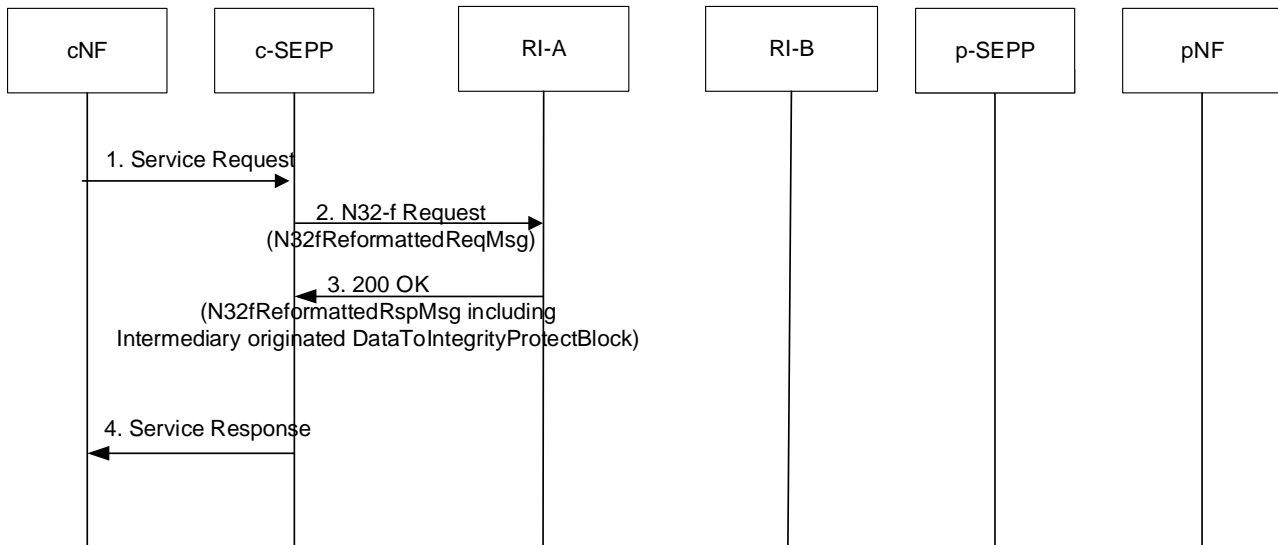 cNF
c-SEPP
RI-A
RI-B
p-SEPP
pNF
1. Service Request
2. N32-f Request
(N32fReformattedReqMsg)
3. 200 OK
(N32fReformattedRspMsg including
Intermediary originated DataToIntegrityProtectBlock)
4. Service Response